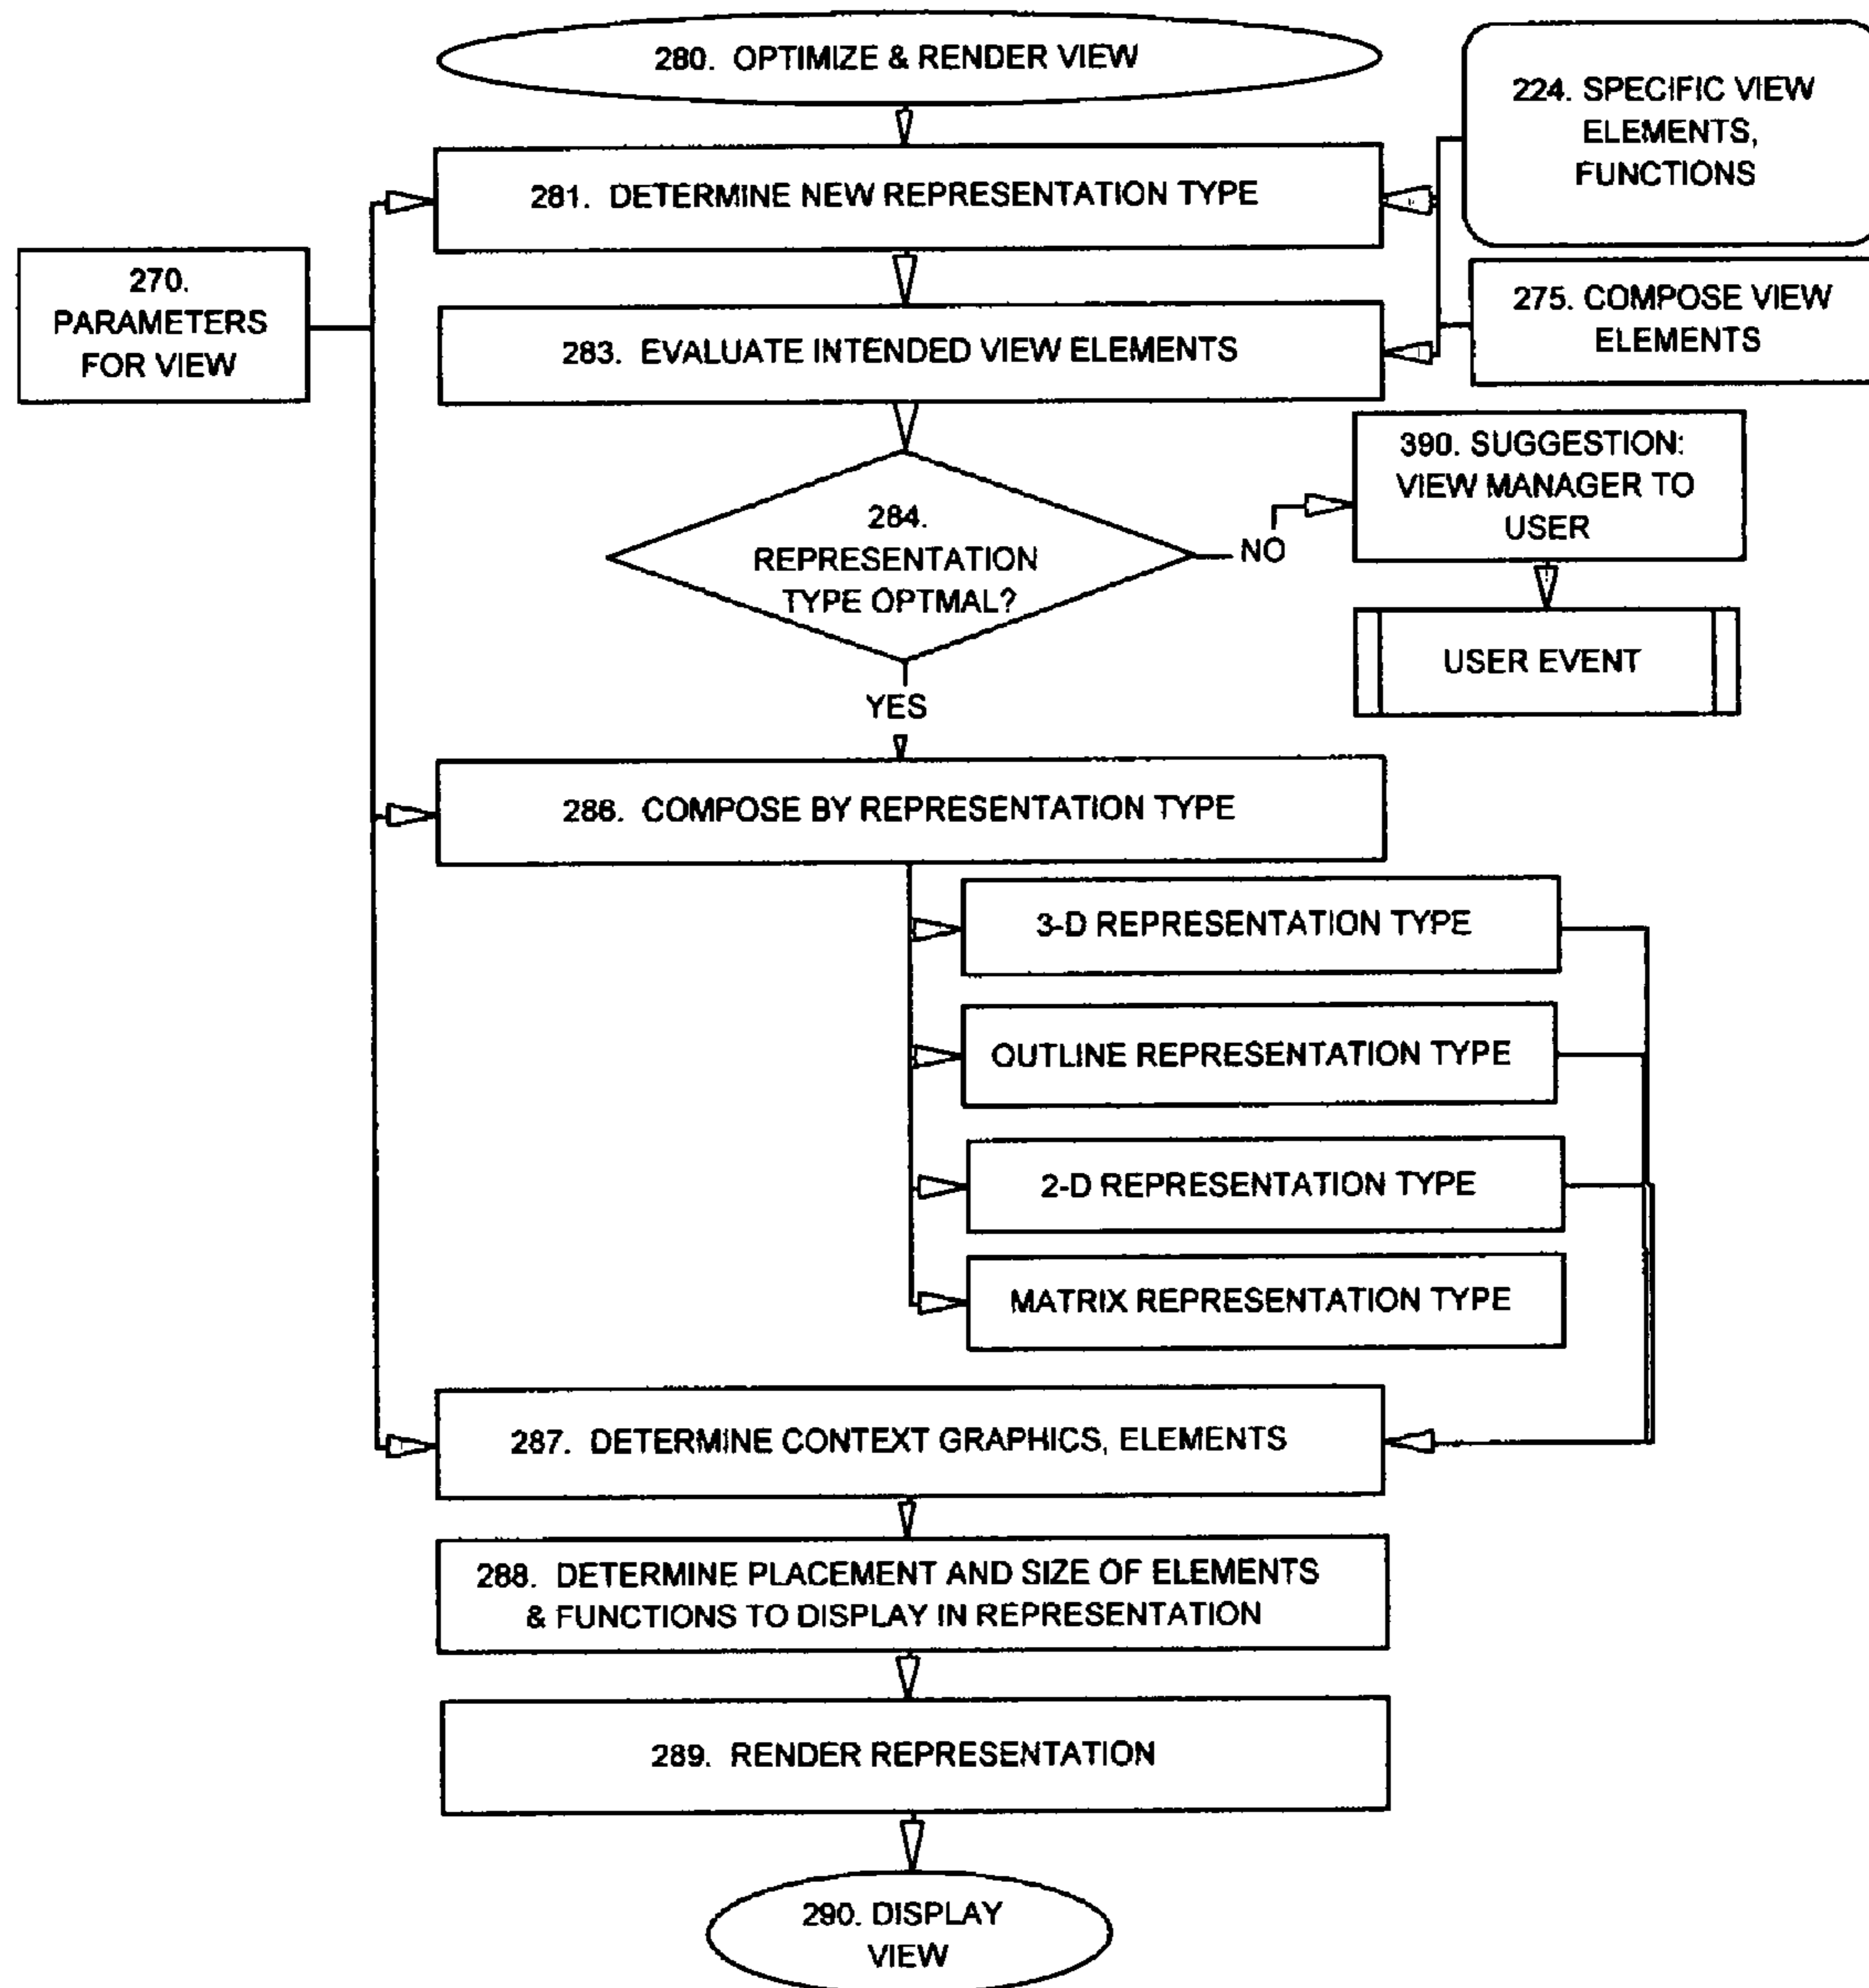 280. OPTIMIZE & RENDER VIEW
224. SPECIFIC VIEW
ELEMENTS,
FUNCTIONS
281. DETERMINE NEW REPRESENTATION TYPE
270.
PARAMETERS
FOR VIEW
275. COMPOSE VIEW
ELEMENTS
283. EVALUATE INTENDED VIEW ELEMENTS
390. SUGGESTION:
VIEW MANAGER TO
USER
284.
REPRESENTATION
TYPE OPTMAL?
NO
USER EVENT
YES
286. COMPOSE BY REPRESENTATION TYPE
3-D REPRESENTATION TYPE
OUTLINE REPRESENTATION TYPE
2-D REPRESENTATION TYPE
MATRIX REPRESENTATION TYPE
287. DETERMINE CONTEXT GRAPHICS, ELEMENTS
288. DETERMINE PLACEMENT AND SIZE OF ELEMENTS
& FUNCTIONS TO DISPLAY IN REPRESENTATION
289. RENDER REPRESENTATION
290. DISPLAY
VIEW